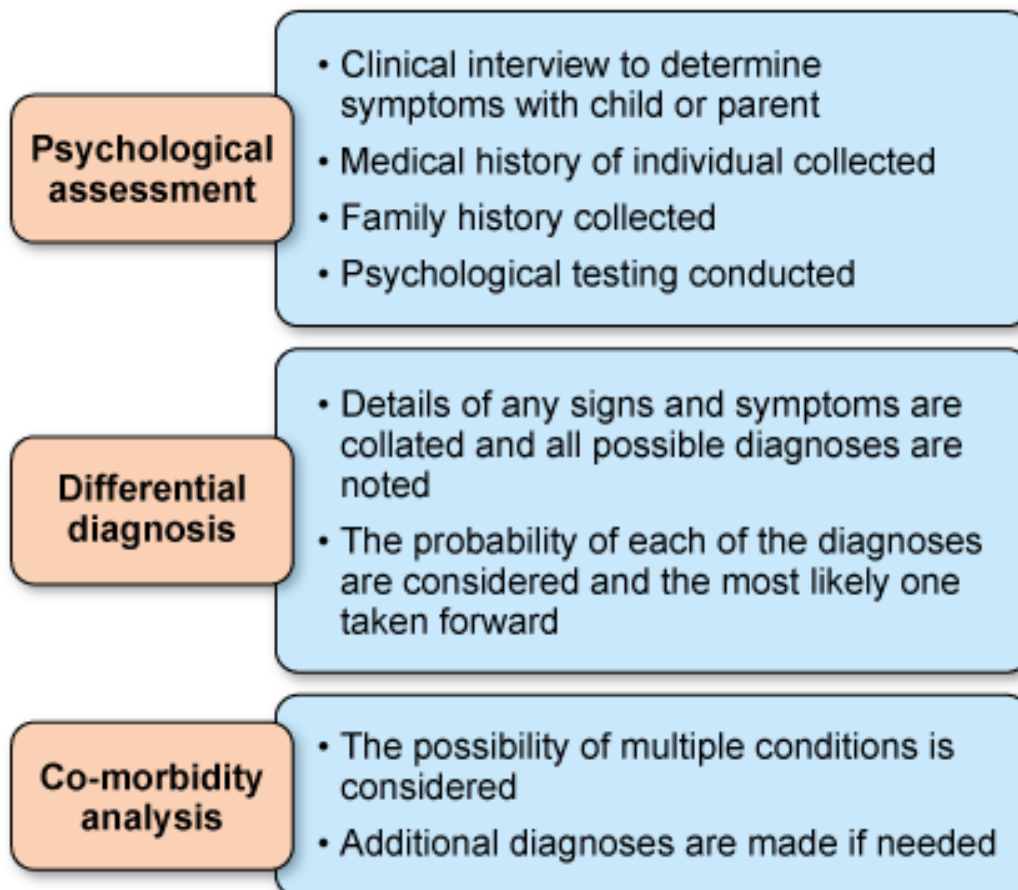 Psychological
assessment
• Clinical interview to determine
symptoms with child or parent
• Medical history of individual collected
• Family history collected
• Psychological testing conducted
Differential
diagnosis
• Details of any signs and symptoms are
collated and all possible diagnoses are
noted
• The probability of each of the diagnoses
are considered and the most likely one
taken forward
Co-morbidity
analysis
• The possibility of multiple conditions is
considered
• Additional diagnoses are made if needed